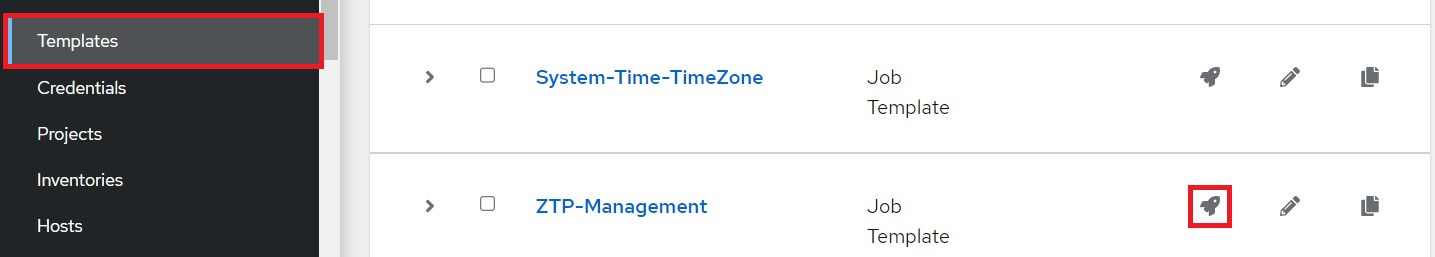 Templates
Credentials
Projects
Inventories
Hosts
System-Time-TimeZone
Job
Template
ZTP-Management
Job
Template